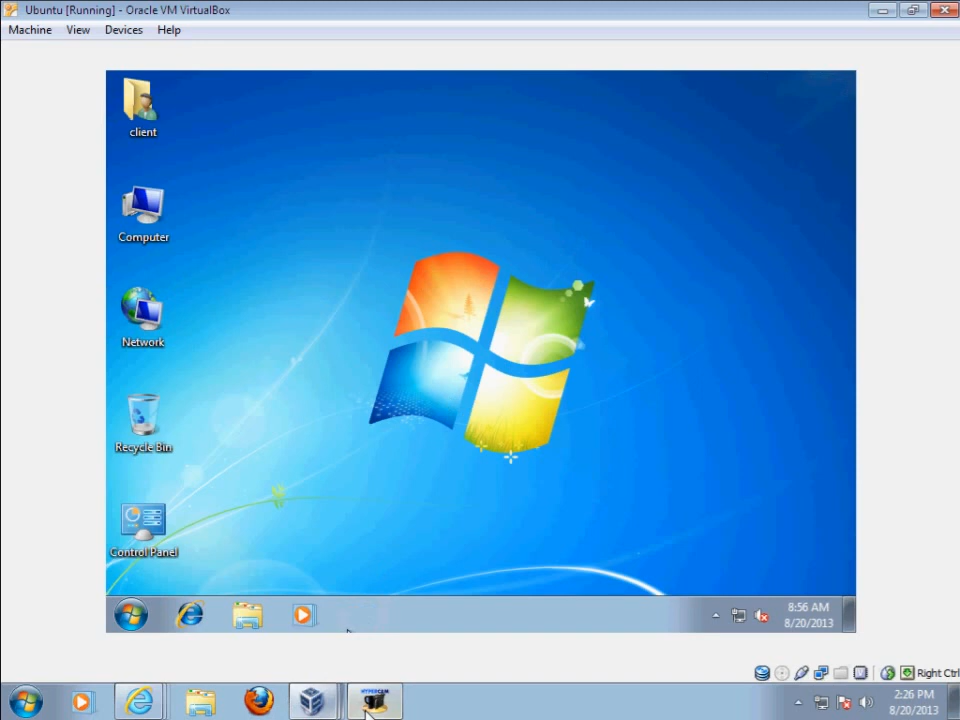 Ubuntu [Running] - Oracle VM VirtualBox
Machine View Devices Help
client
Computer
Network
Recycle Bin
Control Panel
8:56 AM
8/20/2013
Right Ctrl
HYPERCAM
2:26 PM
8/20/2013